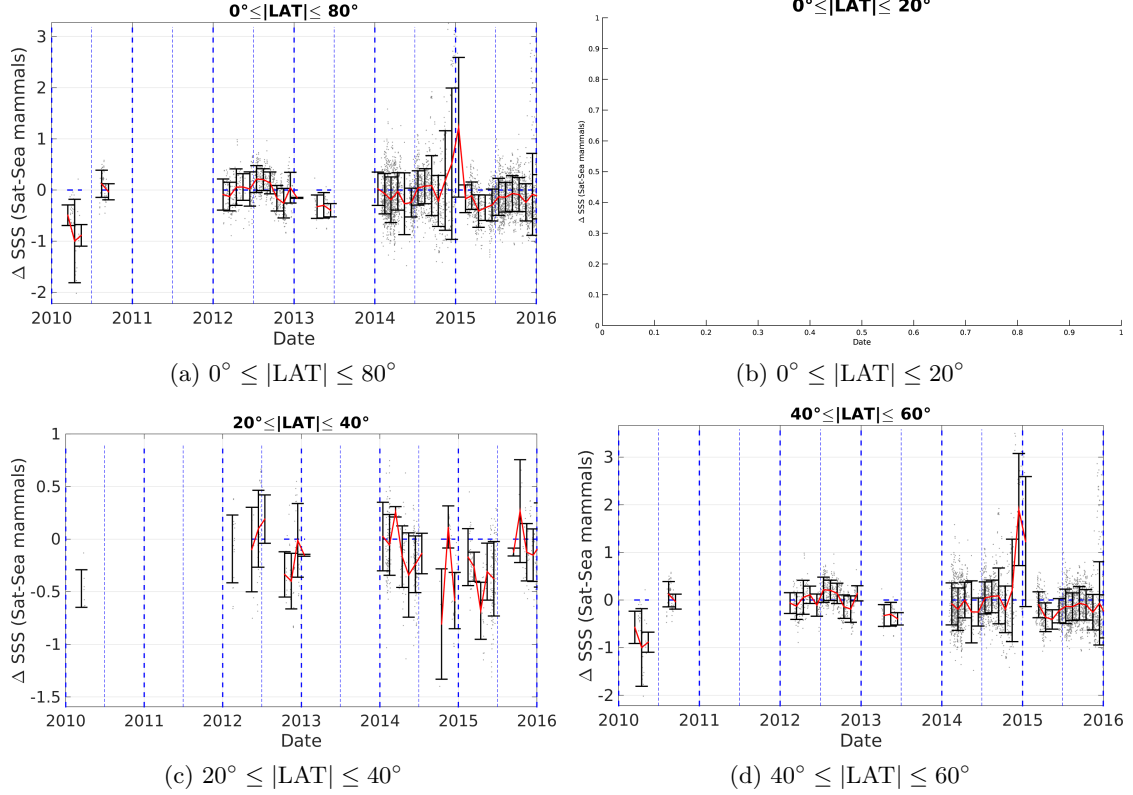 0°≤|LAT|≤ 80°
Δ SSS (Sat-Sea mammals)
3
2
1
0
-1
-2
2010 2011 2012 2013 2014 2015 2016
Date
(a) 0° ≤ |LAT| ≤ 80°
0°≤|LAT|≤ 20°
Δ SSS (Sat-Sea mammals)
1
0.9
0.8
0.7
0.6
0.5
0.4
0.3
0.2
0.1
0
0 0.1 0.2 0.3 0.4 0.5 0.6 0.7 0.8 0.9 1
Date
(b) 0° ≤ |LAT| ≤ 20°
20°≤|LAT|≤ 40°
Δ SSS (Sat-Sea mammals)
1
0.5
0
-0.5
-1
-1.5
2010 2011 2012 2013 2014 2015 2016
Date
(c) 20° ≤ |LAT| ≤ 40°
40°≤|LAT|≤ 60°
Δ SSS (Sat-Sea mammals)
3
2
1
0
-1
-2
2010 2011 2012 2013 2014 2015 2016
Date
(d) 40° ≤ |LAT| ≤ 60°